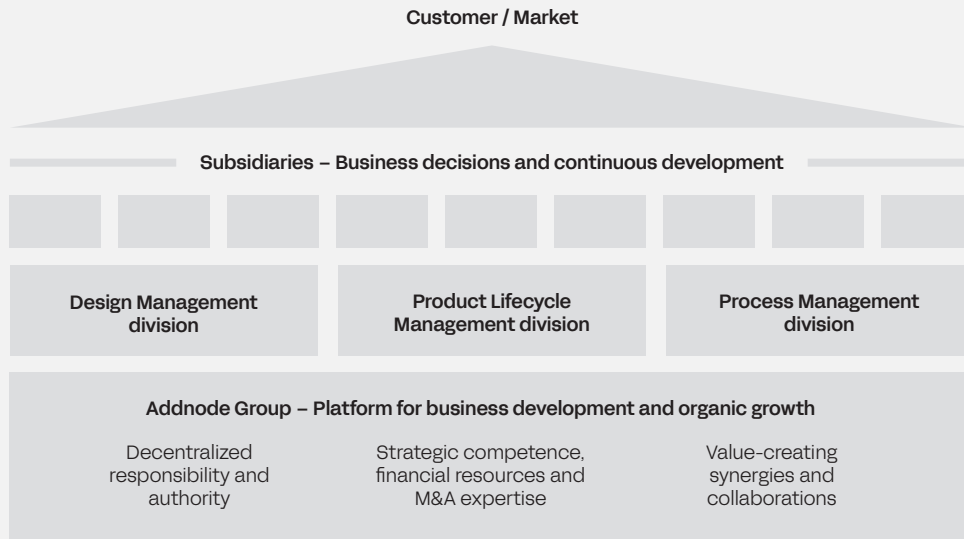 Customer / Market
Subsidiaries – Business decisions and continuous development
Design Management
division
Product Lifecycle
Management division
Process Management
division
Addnode Group – Platform for business development and organic growth
Decentralized
responsibility and
authority
Strategic competence,
financial resources and
M&A expertise
Value-creating
synergies and
collaborations